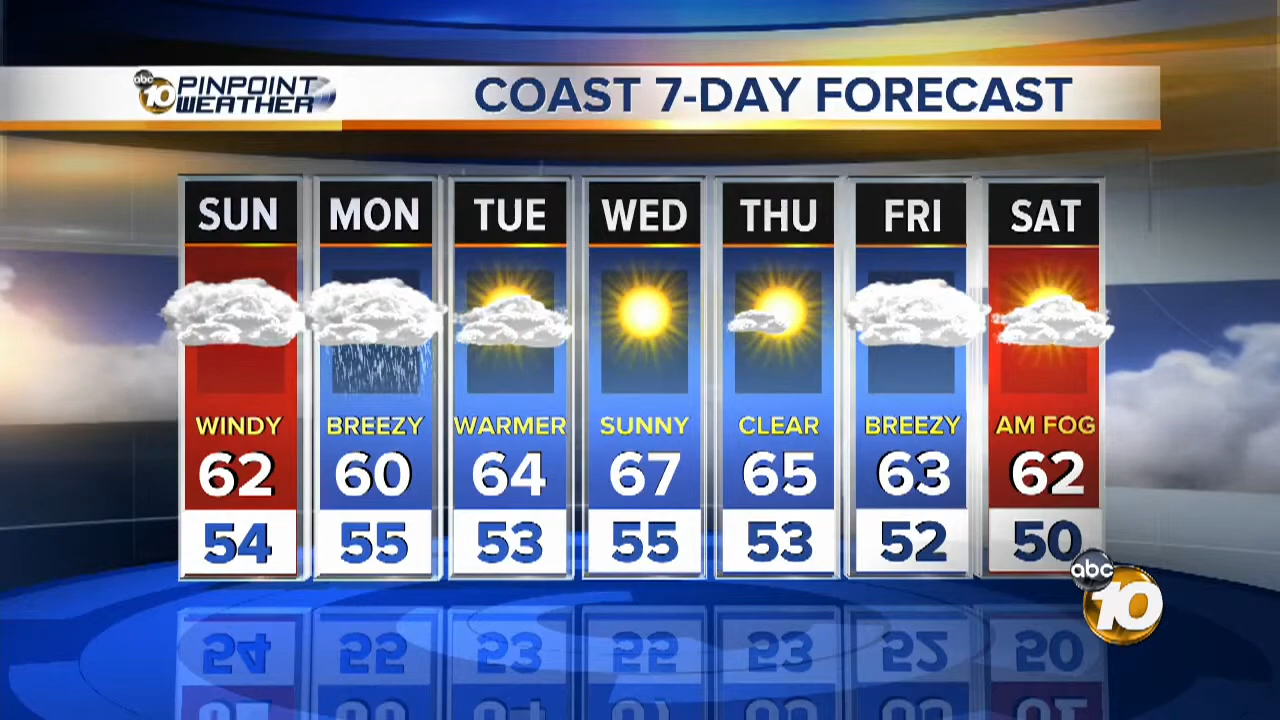 abc
10
PINPOINT
WEATHER
COAST 7-DAY FORECAST
SUN MON TUE WED THU FRI SAT
WINDY BREEZY WARMER SUNNY CLEAR BREEZY AM FOG
62 60 64 67 65 63 62
54 55 53 55 53 52 50
abc
10